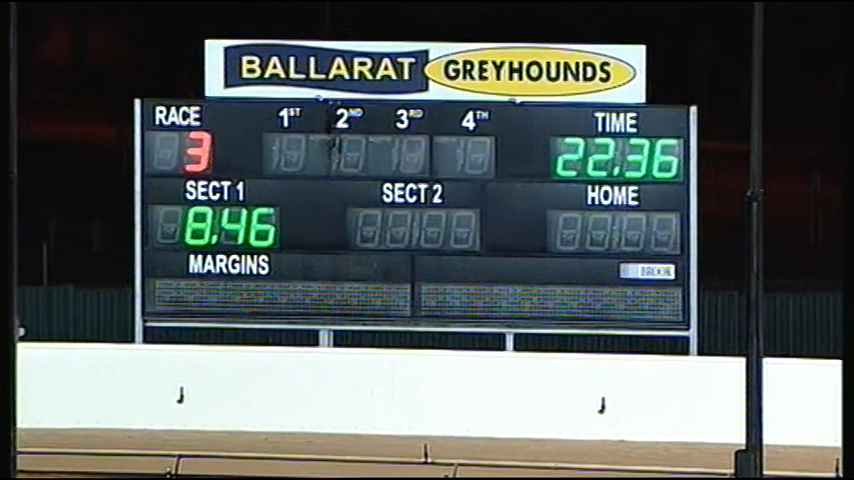 BALLARAT GREYHOUNDS
RACE 1ST 2ND 3RD 4TH TIME
3 22.36
SECT 1 SECT 2 HOME
8.46
MARGINS